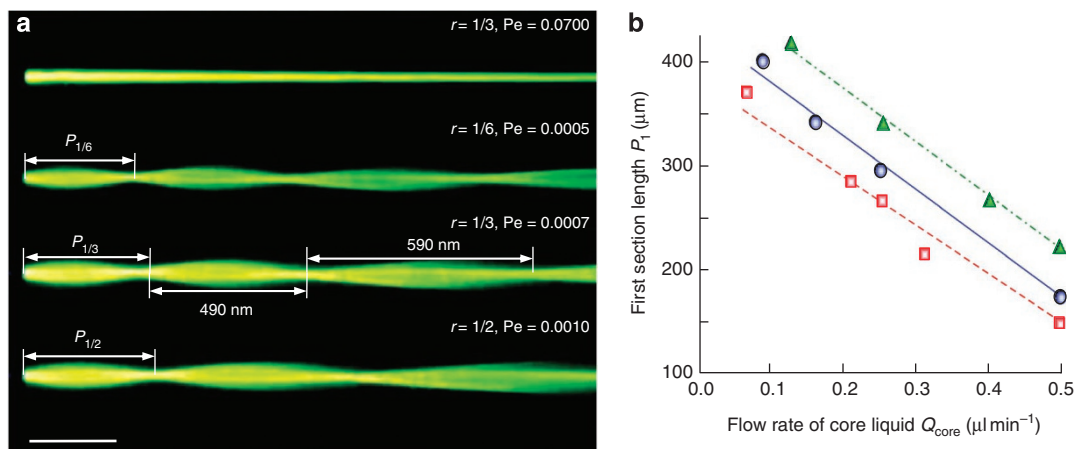 a
r = 1/3, Pe = 0.0700
r = 1/6, Pe = 0.0005
P1/6
r = 1/3, Pe = 0.0007
P1/3
590 nm
490 nm
r = 1/2, Pe = 0.0010
P1/2
b
400
300
200
100
First section length P1 (μm)
0.0 0.1 0.2 0.3 0.4 0.5
Flow rate of core liquid Qcore (μl min−1)